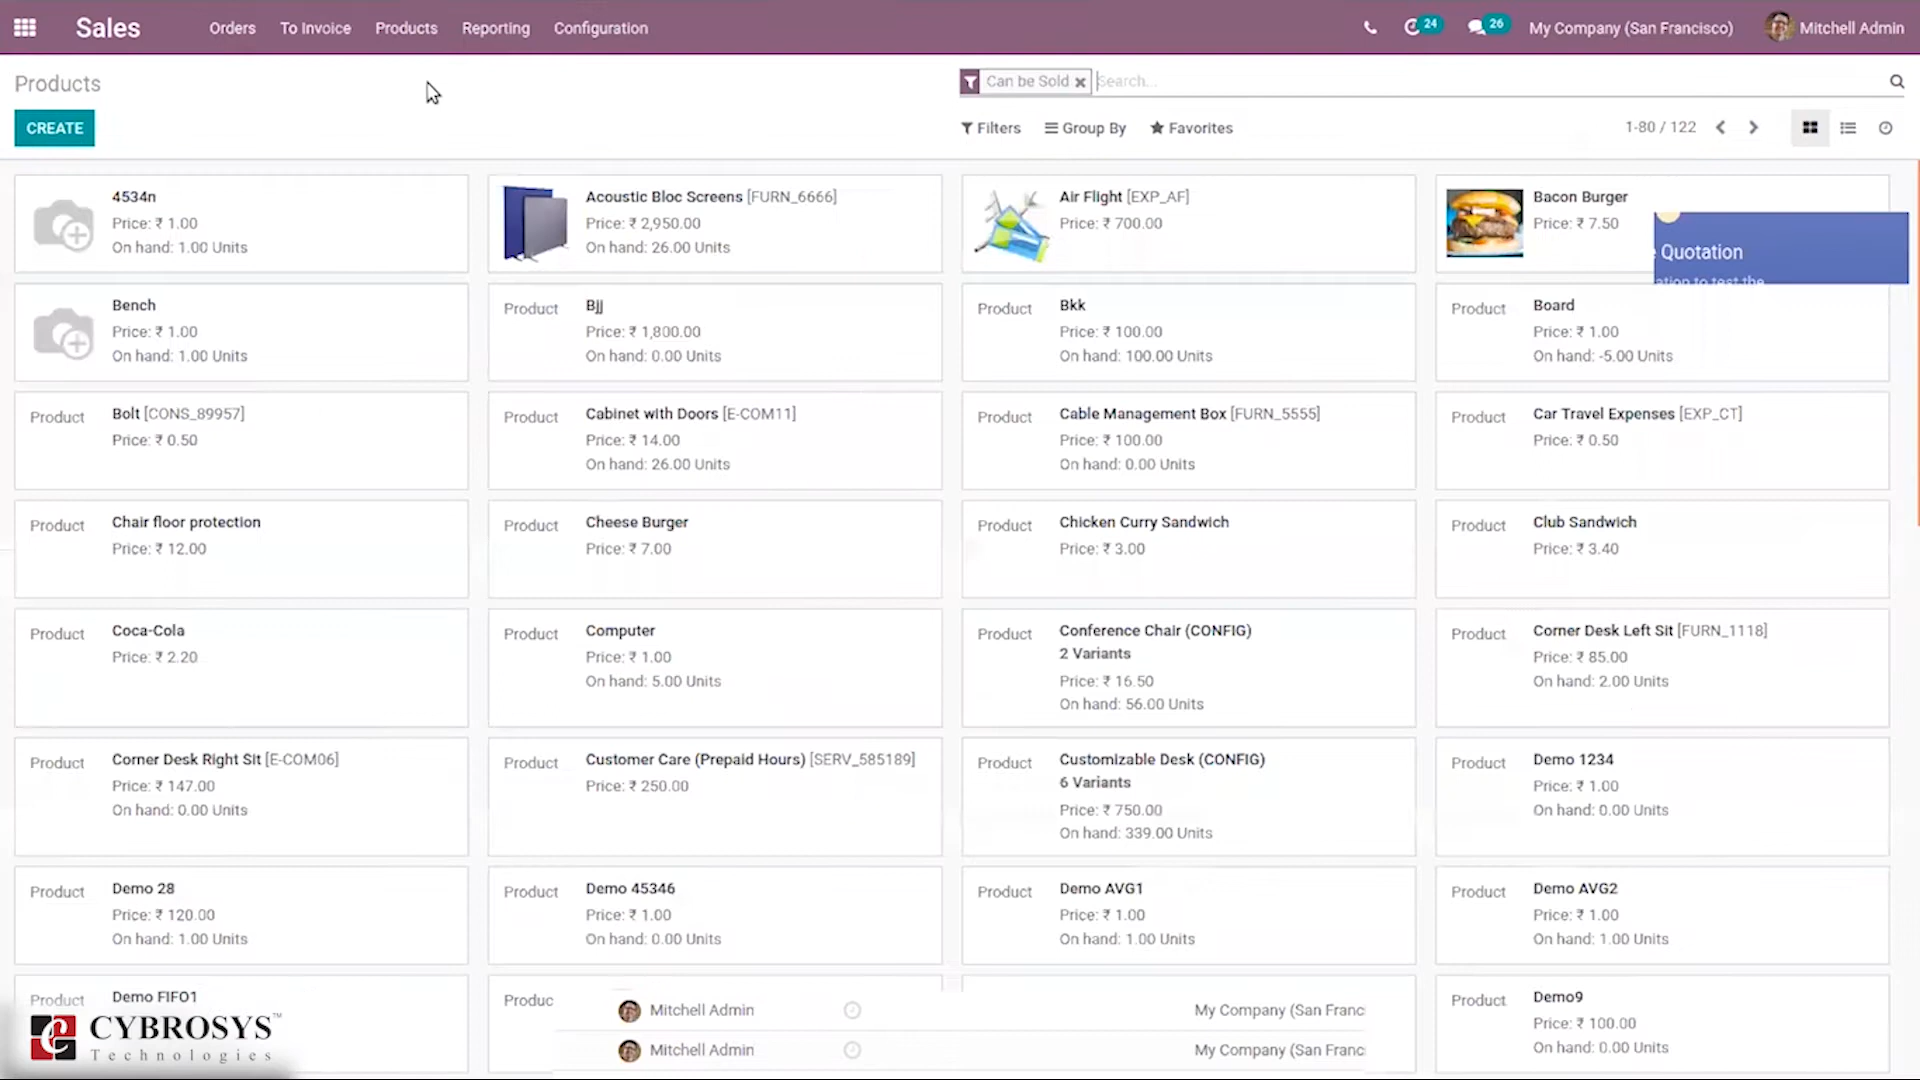 Sales
Orders To Invoice Products Reporting Configuration
24 26 My Company (San Francisco) Mitchell Admin
Products
Can be Sold Search...
CREATE
Filters Group By Favorites
1-80 / 122
4534n
Price: ₹ 1.00
On hand: 1.00 Units
Acoustic Bloc Screens [FURN_6666]
Price: ₹ 2,950.00
On hand: 26.00 Units
Air Flight [EXP_AF]
Price: ₹ 700.00
Bacon Burger
Price: ₹ 7.50
Quotation
ation to test the
Bench
Price: ₹ 1.00
On hand: 1.00 Units
Product
Bjj
Price: ₹ 1,800.00
On hand: 0.00 Units
Product
Bkk
Price: ₹ 100.00
On hand: 100.00 Units
Product
Board
Price: ₹ 1.00
On hand: -5.00 Units
Product
Bolt [CONS_89957]
Price: ₹ 0.50
Product
Cabinet with Doors [E-COM11]
Price: ₹ 14.00
On hand: 26.00 Units
Product
Cable Management Box [FURN_5555]
Price: ₹ 100.00
On hand: 0.00 Units
Product
Car Travel Expenses [EXP_CT]
Price: ₹ 0.50
Product
Chair floor protection
Price: ₹ 12.00
Product
Cheese Burger
Price: ₹ 7.00
Product
Chicken Curry Sandwich
Price: ₹ 3.00
Product
Club Sandwich
Price: ₹ 3.40
Product
Coca-Cola
Price: ₹ 2.20
Product
Computer
Price: ₹ 1.00
On hand: 5.00 Units
Product
Conference Chair (CONFIG)
2 Variants
Price: ₹ 16.50
On hand: 56.00 Units
Product
Corner Desk Left Sit [FURN_1118]
Price: ₹ 85.00
On hand: 2.00 Units
Product
Corner Desk Right Sit [E-COM06]
Price: ₹ 147.00
On hand: 0.00 Units
Product
Customer Care (Prepaid Hours) [SERV_585189]
Price: ₹ 250.00
Product
Customizable Desk (CONFIG)
6 Variants
Price: ₹ 750.00
On hand: 339.00 Units
Product
Demo 1234
Price: ₹ 1.00
On hand: 0.00 Units
Product
Demo 28
Price: ₹ 120.00
On hand: 1.00 Units
Product
Demo 45346
Price: ₹ 1.00
On hand: 0.00 Units
Product
Demo AVG1
Price: ₹ 1.00
On hand: 1.00 Units
Product
Demo AVG2
Price: ₹ 1.00
On hand: 1.00 Units
Product
Demo FIFO1
CYBROSYS™
Technologies
Produc
Mitchell Admin My Company (San Franc
Mitchell Admin My Company (San Franc
Product
Demo9
Price: ₹ 100.00
On hand: 0.00 Units